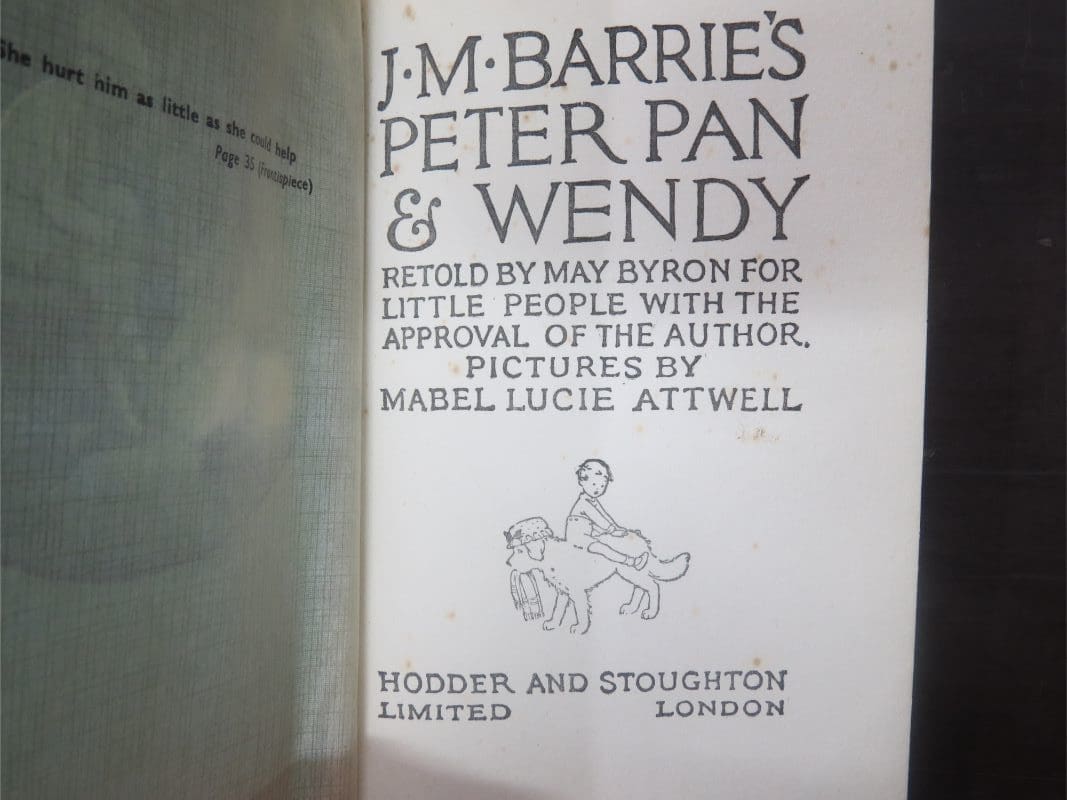 She hurt him as little as she could help
Page 35 (Frontispiece)
J·M·BARRIE'S
PETER PAN
& WENDY
RETOLD BY MAY BYRON FOR
LITTLE PEOPLE WITH THE
APPROVAL OF THE AUTHOR.
PICTURES BY
MABEL LUCIE ATTWELL
HODDER AND STOUGHTON
LIMITED LONDON